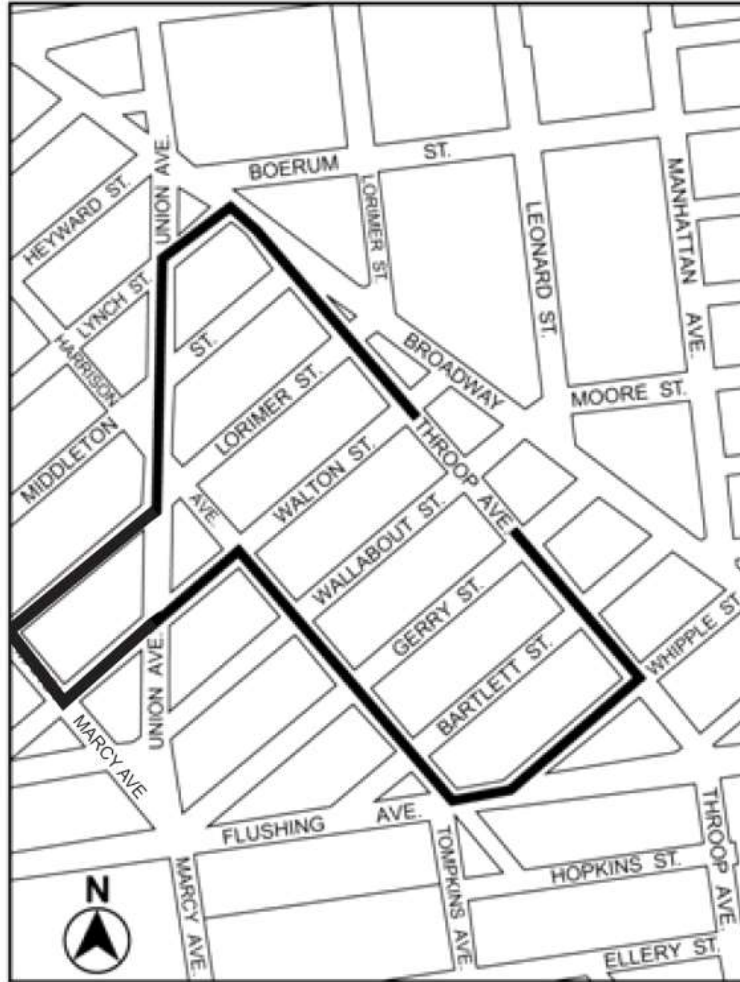 BOERUM ST.
UNION AVE.
HEYWARD ST.
LORIMER ST.
MANHATTAN AVE.
LEONARD ST.
LYNCH ST.
HARRISON AVE.
BROADWAY
MOORE ST.
MIDDLETON ST.
LORIMER ST.
THROOP AVE.
WALTON ST.
WALLABOUT ST.
GERRY ST.
BARTLETT ST.
WHIPPLE ST.
UNION AVE.
MARCY AVE
FLUSHING AVE.
THROOP AVE.
TOMPKINS AVE.
HOPKINS ST.
MARCY AVE.
ELLERY ST.
N